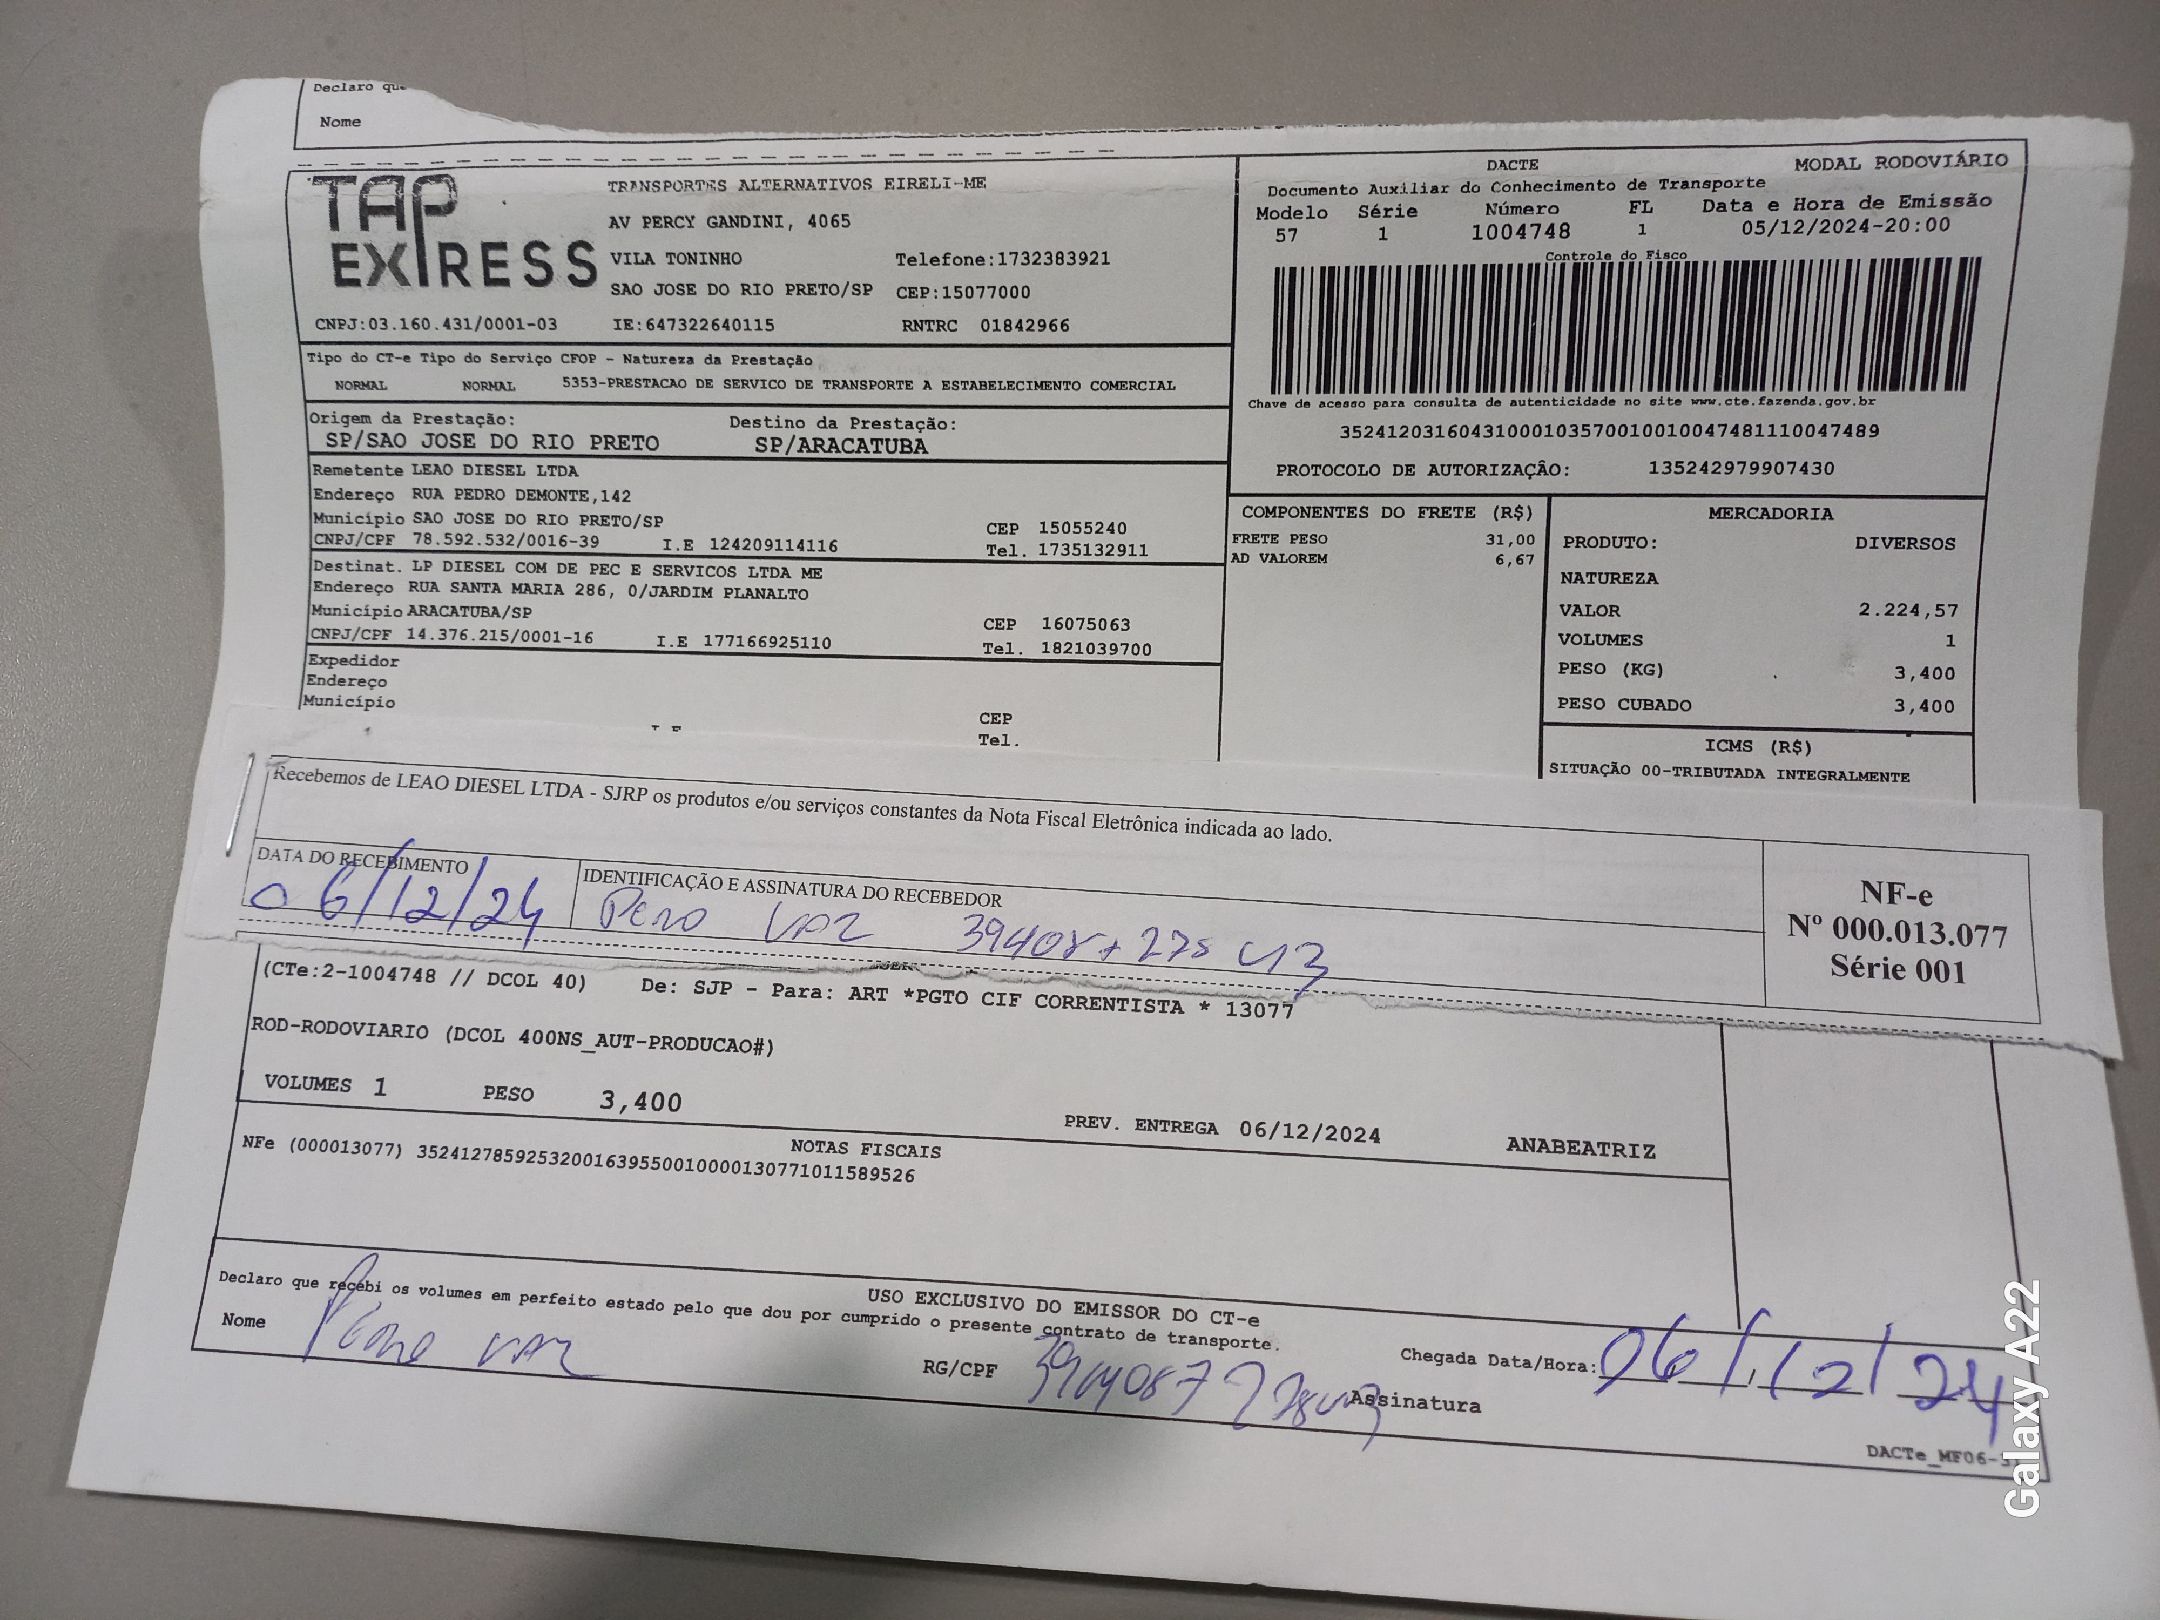 Declaro que
Nome
TAP EXPRESS
TRANSPORTES ALTERNATIVOS EIRELI-ME
AV PERCY GANDINI, 4065
VILA TONINHO Telefone:1732383921
SAO JOSE DO RIO PRETO/SP CEP:15077000
CNPJ:03.160.431/0001-03 IE:647322640115 RNTRC 01842966
DACTE MODAL RODOVIÁRIO
Documento Auxiliar do Conhecimento de Transporte
Modelo Série Número FL Data e Hora de Emissão
57 1 1004748 1 05/12/2024-20:00
Controle do Fisco
Chave de acesso para consulta de autenticidade no site www.cte.fazenda.gov.br
35241203160431000103570010010047481110047489
PROTOCOLO DE AUTORIZAÇÃO: 135242979907430
Tipo do CT-e Tipo do Serviço CFOP - Natureza da Prestação
NORMAL NORMAL 5353-PRESTACAO DE SERVICO DE TRANSPORTE A ESTABELECIMENTO COMERCIAL
Origem da Prestação: Destino da Prestação:
SP/SAO JOSE DO RIO PRETO SP/ARACATUBA
Remetente LEAO DIESEL LTDA
Endereço RUA PEDRO DEMONTE,142
Município SAO JOSE DO RIO PRETO/SP CEP 15055240
CNPJ/CPF 78.592.532/0016-39 I.E 124209114116 Tel. 1735132911
Destinat. LP DIESEL COM DE PEC E SERVICOS LTDA ME
Endereço RUA SANTA MARIA 286, 0/JARDIM PLANALTO
Município ARACATUBA/SP CEP 16075063
CNPJ/CPF 14.376.215/0001-16 I.E 177166925110 Tel. 1821039700
Expedidor
Endereço
Município CEP
Tel.
COMPONENTES DO FRETE (R$)
FRETE PESO 31,00
AD VALOREM 6,67
MERCADORIA
PRODUTO: DIVERSOS
NATUREZA
VALOR 2.224,57
VOLUMES 1
PESO (KG) 3,400
PESO CUBADO 3,400
ICMS (R$)
SITUAÇÃO 00-TRIBUTADA INTEGRALMENTE
Recebemos de LEAO DIESEL LTDA - SJRP os produtos e/ou serviços constantes da Nota Fiscal Eletrônica indicada ao lado.
DATA DO RECEBIMENTO IDENTIFICAÇÃO E ASSINATURA DO RECEBEDOR
06/12/24
NF-e
Nº 000.013.077
Série 001
(CTe:2-1004748 // DCOL 40) De: SJP - Para: ART *PGTO CIF CORRENTISTA * 13077
ROD-RODOVIARIO (DCOL 400NS_AUT-PRODUCAO#)
VOLUMES 1 PESO 3,400 PREV. ENTREGA 06/12/2024 ANABEATRIZ
NOTAS FISCAIS
NFe (000013077) 35241278592532001639550010000130771011589526
USO EXCLUSIVO DO EMISSOR DO CT-e
Declaro que recebi os volumes em perfeito estado pelo que dou por cumprido o presente contrato de transporte.
Nome RG/CPF Chegada Data/Hora: 06/12/24
Assinatura
DACTe_MF06-
Galaxy A22